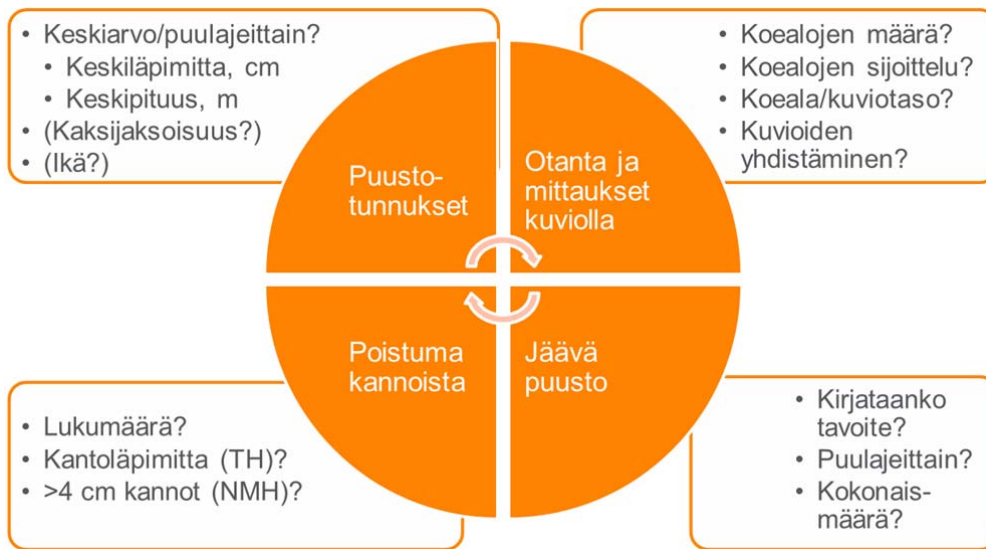 • Keskiarvo/puulajeittain?
• Keskiläpimitta, cm
• Keskipituus, m
• (Kaksijaksoisuus?)
• (Ikä?)
• Koealojen määrä?
• Koealojen sijoittelu?
• Koeala/kuviotaso?
• Kuvioiden
yhdistäminen?
Puusto-
tunnukset
Otanta ja
mittaukset
kuviolla
Poistuma
kannoista
Jäävä
puusto
• Lukumäärä?
• Kantoläpimitta (TH)?
• >4 cm kannot (NMH)?
• Kirjataanko
tavoite?
• Puulajeittain?
• Kokonais-
määrä?